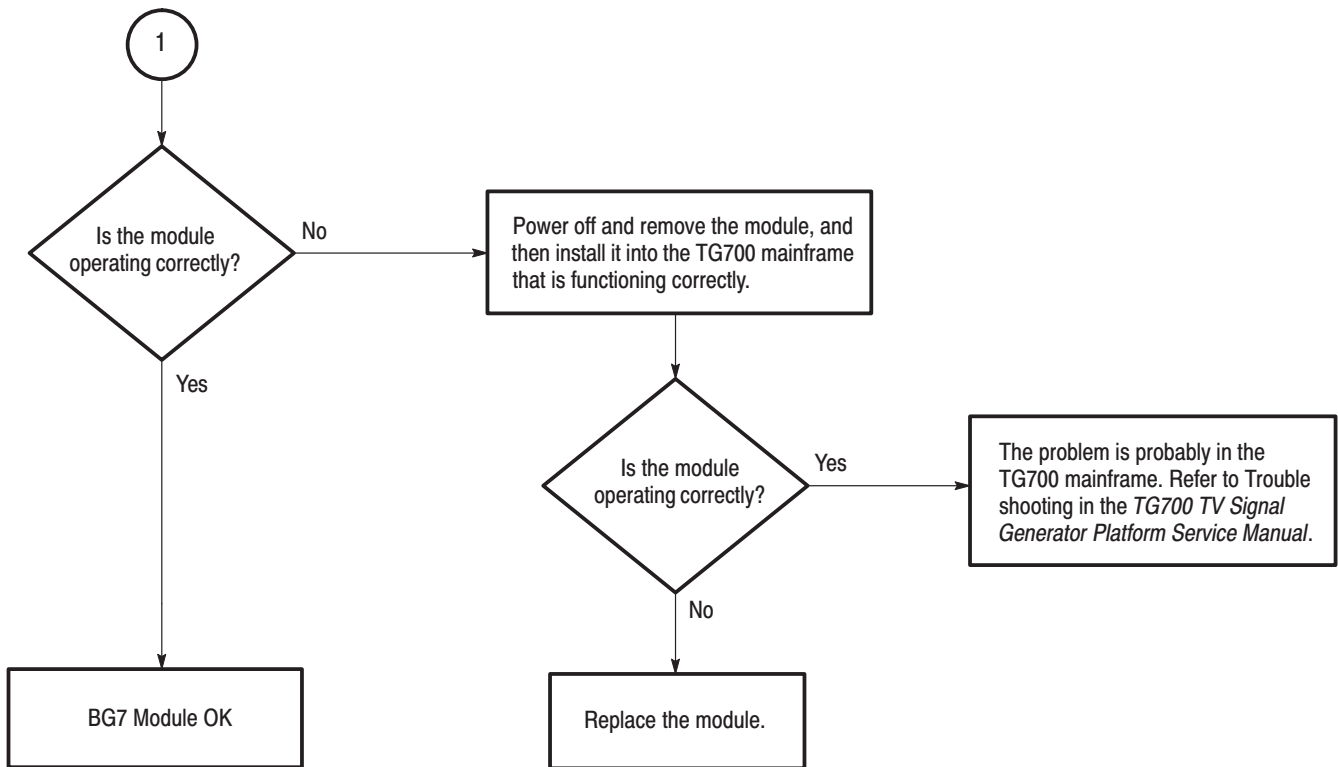 1
Is the module
operating correctly?
No
Power off and remove the module, and
then install it into the TG700 mainframe
that is functioning correctly.
Yes
Is the module
operating correctly?
Yes
The problem is probably in the
TG700 mainframe. Refer to Trouble
shooting in the TG700 TV Signal
Generator Platform Service Manual.
No
BG7 Module OK
Replace the module.